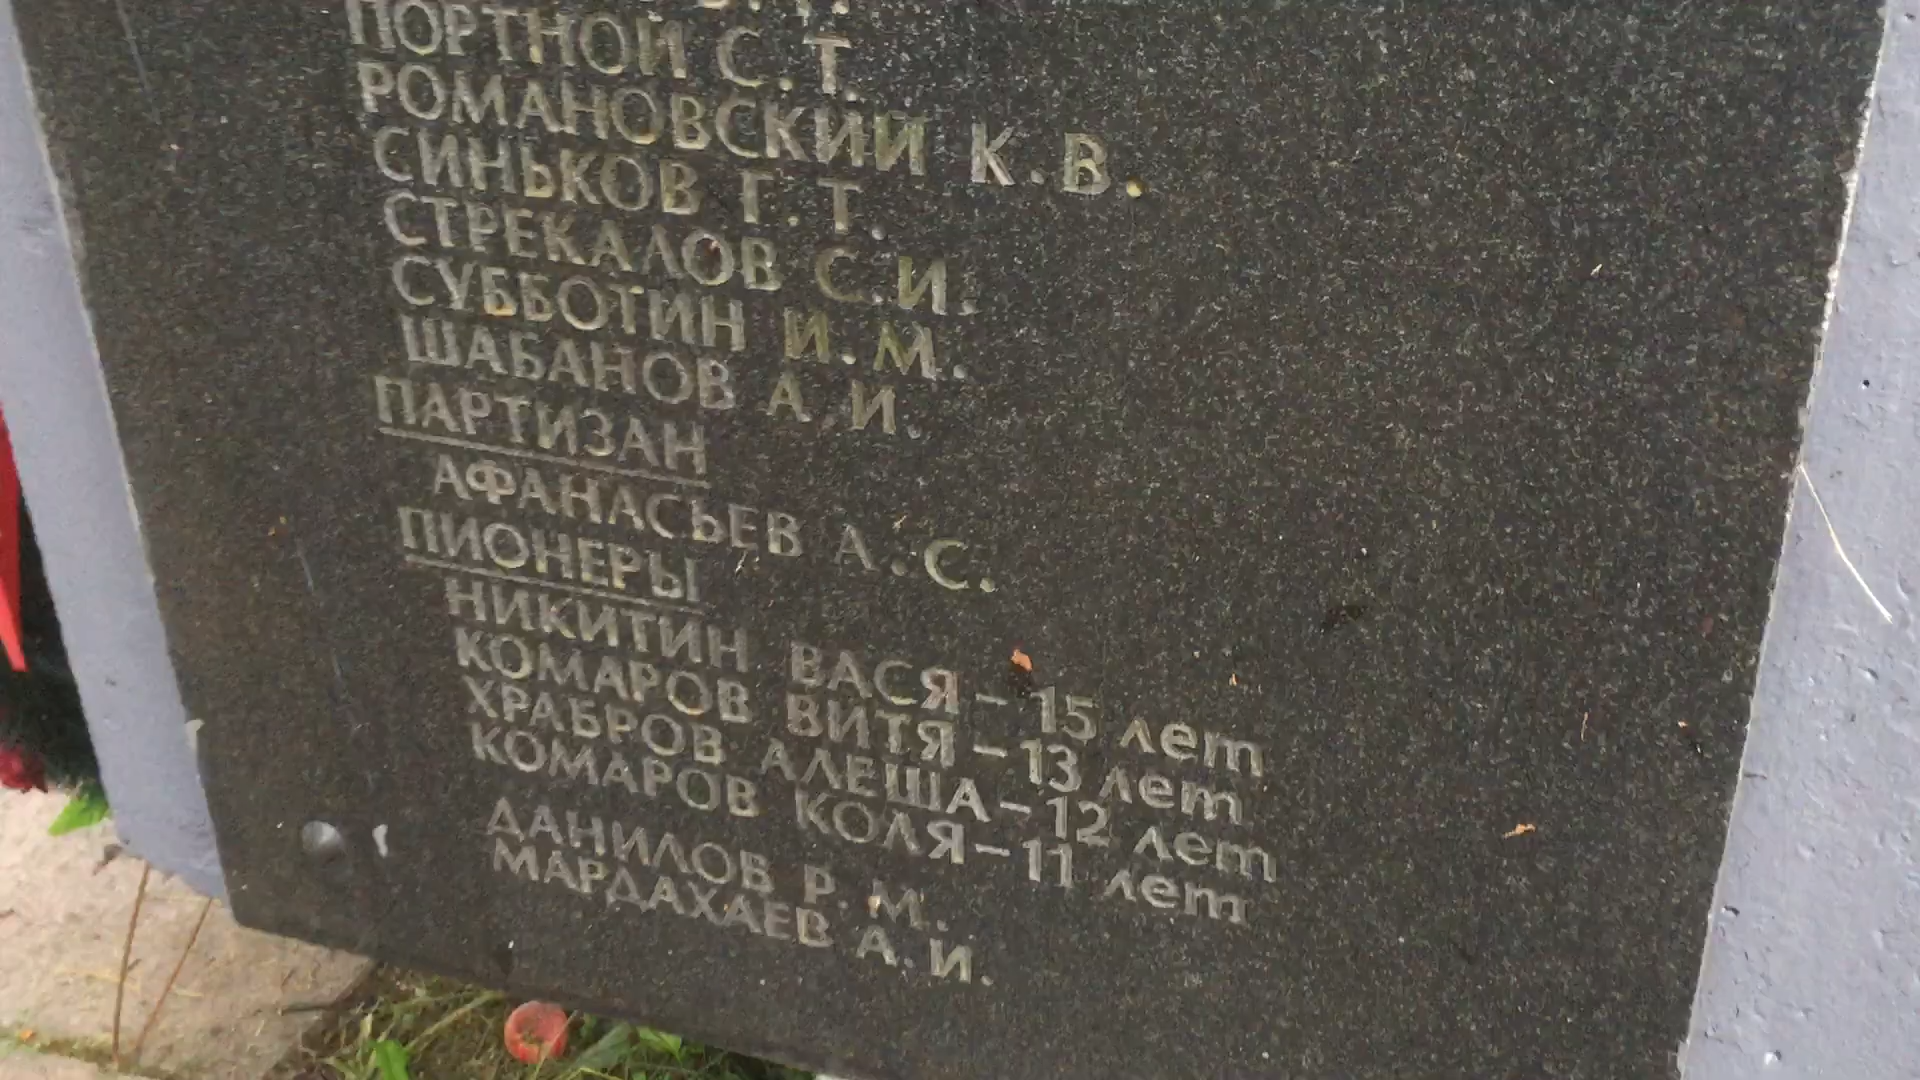 ПОРТНОЙ С.Т.
РОМАНОВСКИЙ К.В.
СИНЬКОВ Г.Т.
СТРЕКАЛОВ С.И.
СУББОТИН И.М.
ШАБАНОВ А.И.
ПАРТИЗАН
АФАНАСЬЕВ А.С.
ПИОНЕРЫ
НИКИТИН ВАСЯ - 15 лет
КОМАРОВ ВИТЯ - 13 лет
ХРАБРОВ АЛЕША - 12 лет
КОМАРОВ КОЛЯ - 11 лет
ДАНИЛОВ Р.М.
МАРДАХАЕВ А.И.